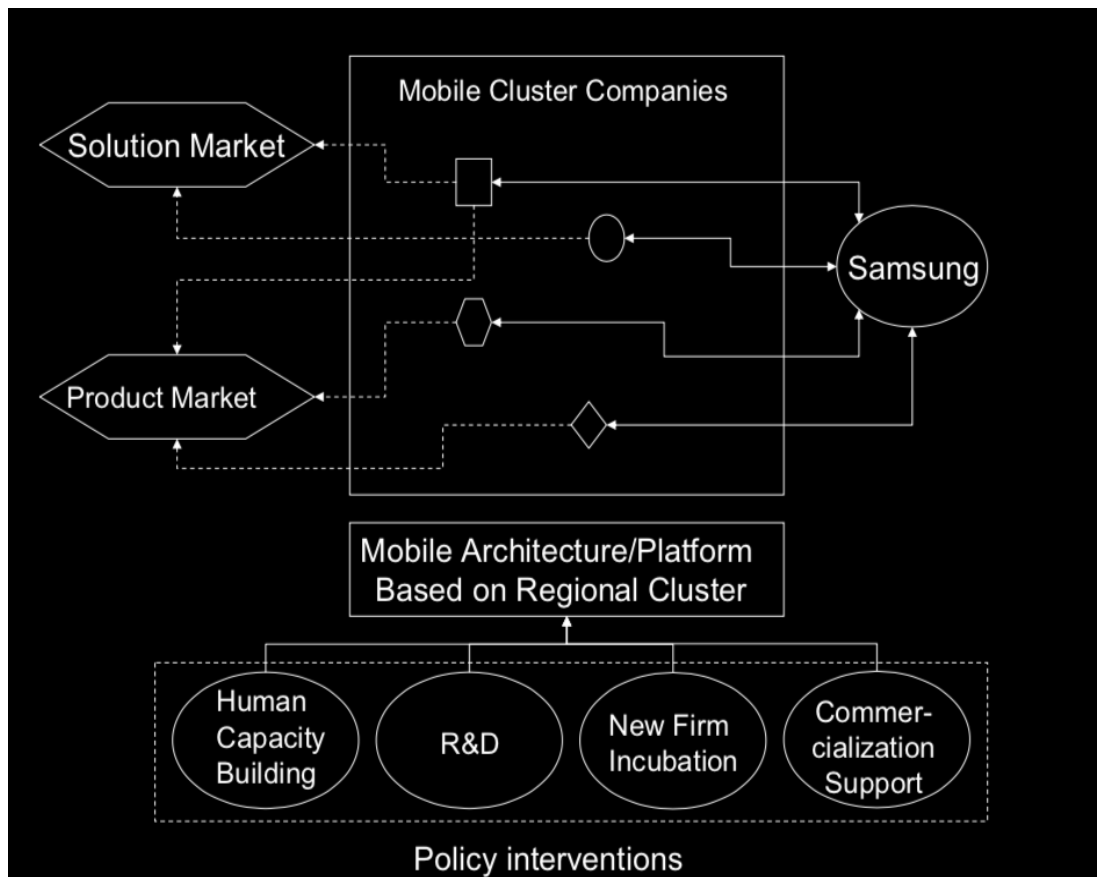 Mobile Cluster Companies
Solution Market
Samsung
Product Market
Mobile Architecture/Platform
Based on Regional Cluster
Human
Capacity
Building
R&D
New Firm
Incubation
Commer-
cialization
Support
Policy interventions